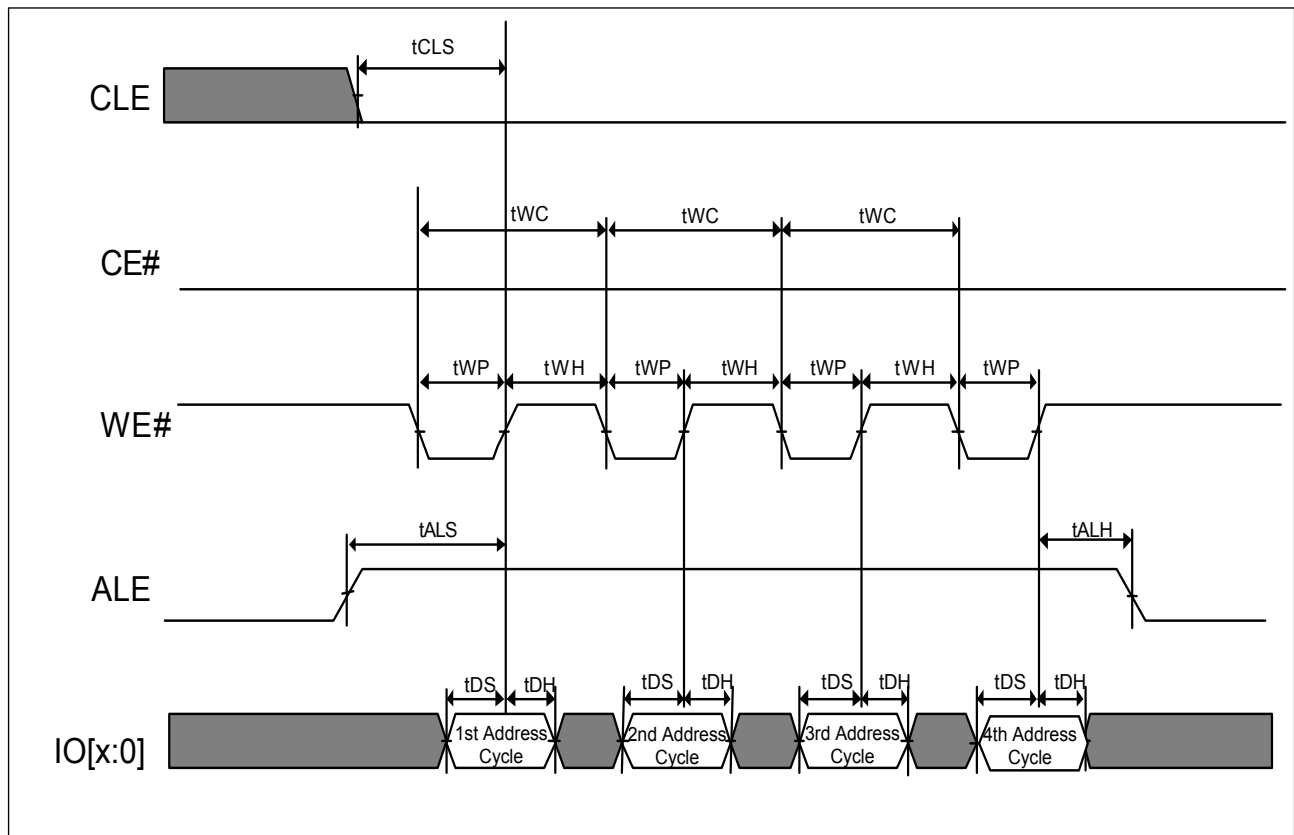 tCLS
CLE
tWC tWC tWC
CE#
tWP tWH tWP tWH tWP tWH tWP
WE#
tALS tALH
ALE
tDS tDH tDS tDH tDS tDH tDS tDH
IO[x:0]
1st Address
Cycle
2nd Address
Cycle
3rd Address
Cycle
4th Address
Cycle